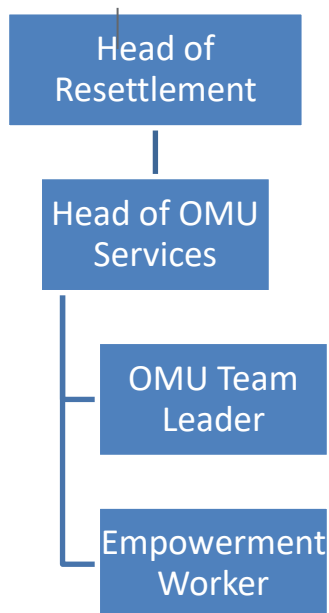 Head of
Resettlement
Head of OMU
Services
OMU Team
Leader
Empowerment
Worker